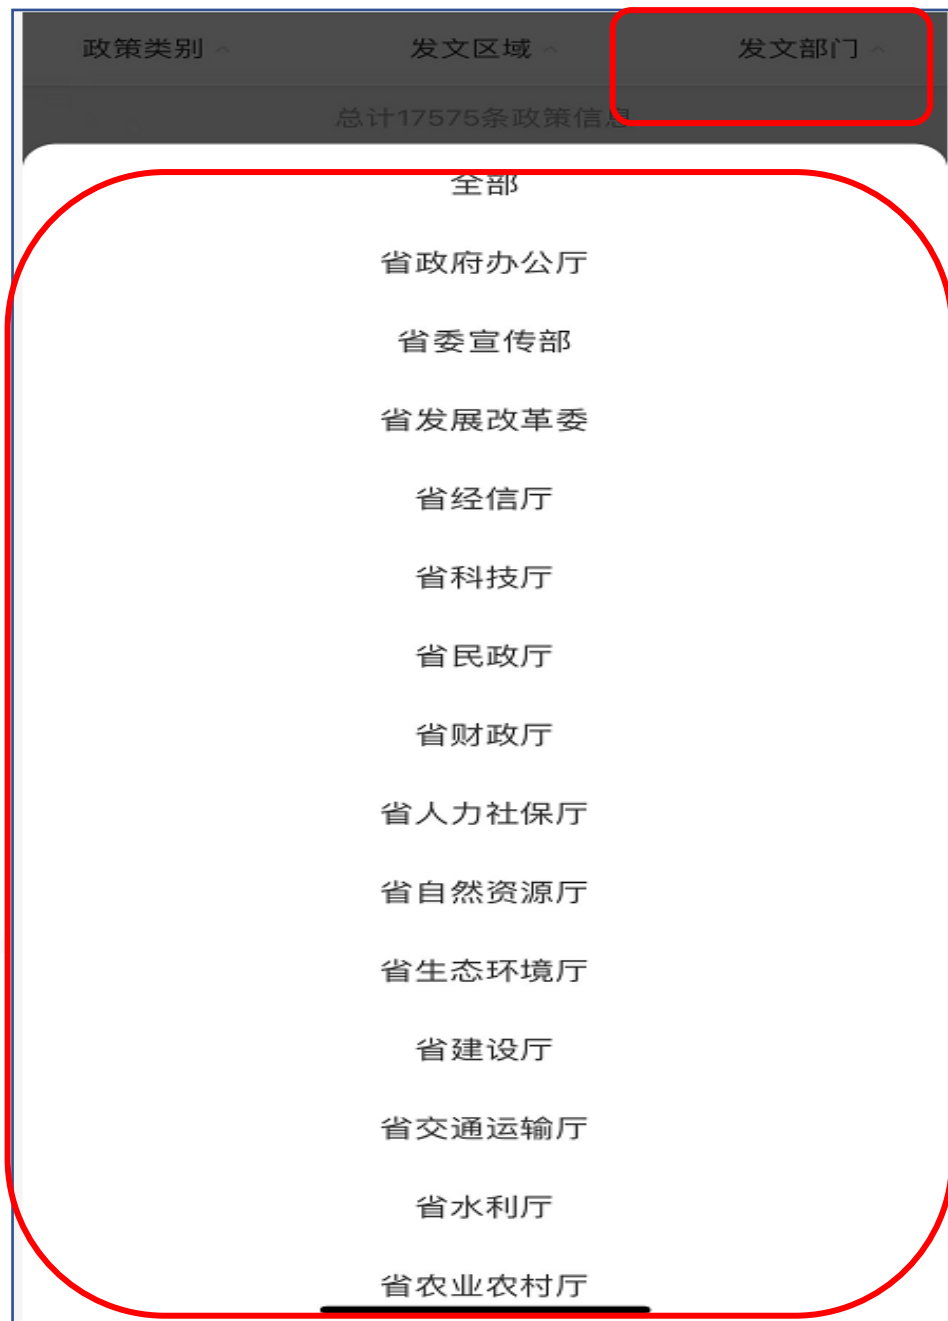 政策类别 发文区域 发文部门
总计17575条政策信息
全部
省政府办公厅
省委宣传部
省发展改革委
省经信厅
省科技厅
省民政厅
省财政厅
省人力社保厅
省自然资源厅
省生态环境厅
省建设厅
省交通运输厅
省水利厅
省农业农村厅